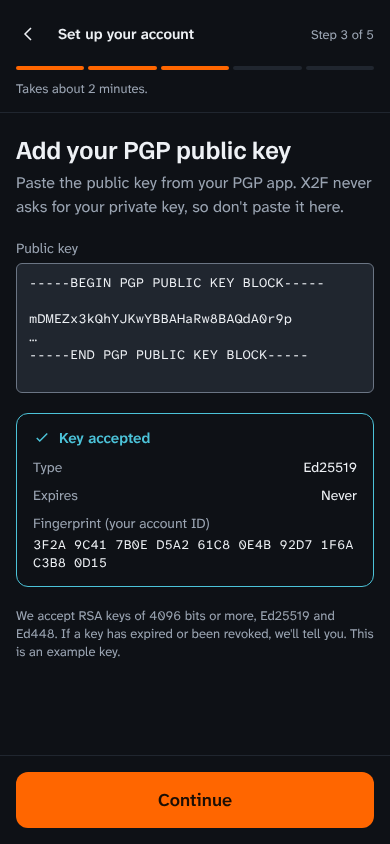 Set up your account
Step 3 of 5
Takes about 2 minutes.
Add your PGP public key
Paste the public key from your PGP app. X2F never
asks for your private key, so don't paste it here.
Public key
-----BEGIN PGP PUBLIC KEY BLOCK-----
mDMEZx3kQhYJKwYBBAHaRw8BAQdA0r9p
…
-----END PGP PUBLIC KEY BLOCK-----
Key accepted
Type
Ed25519
Expires
Never
Fingerprint (your account ID)
3F2A 9C41 7B0E D5A2 61C8 0E4B 92D7 1F6A
C3B8 0D15
We accept RSA keys of 4096 bits or more, Ed25519 and
Ed448. If a key has expired or been revoked, we'll tell you. This
is an example key.
Continue